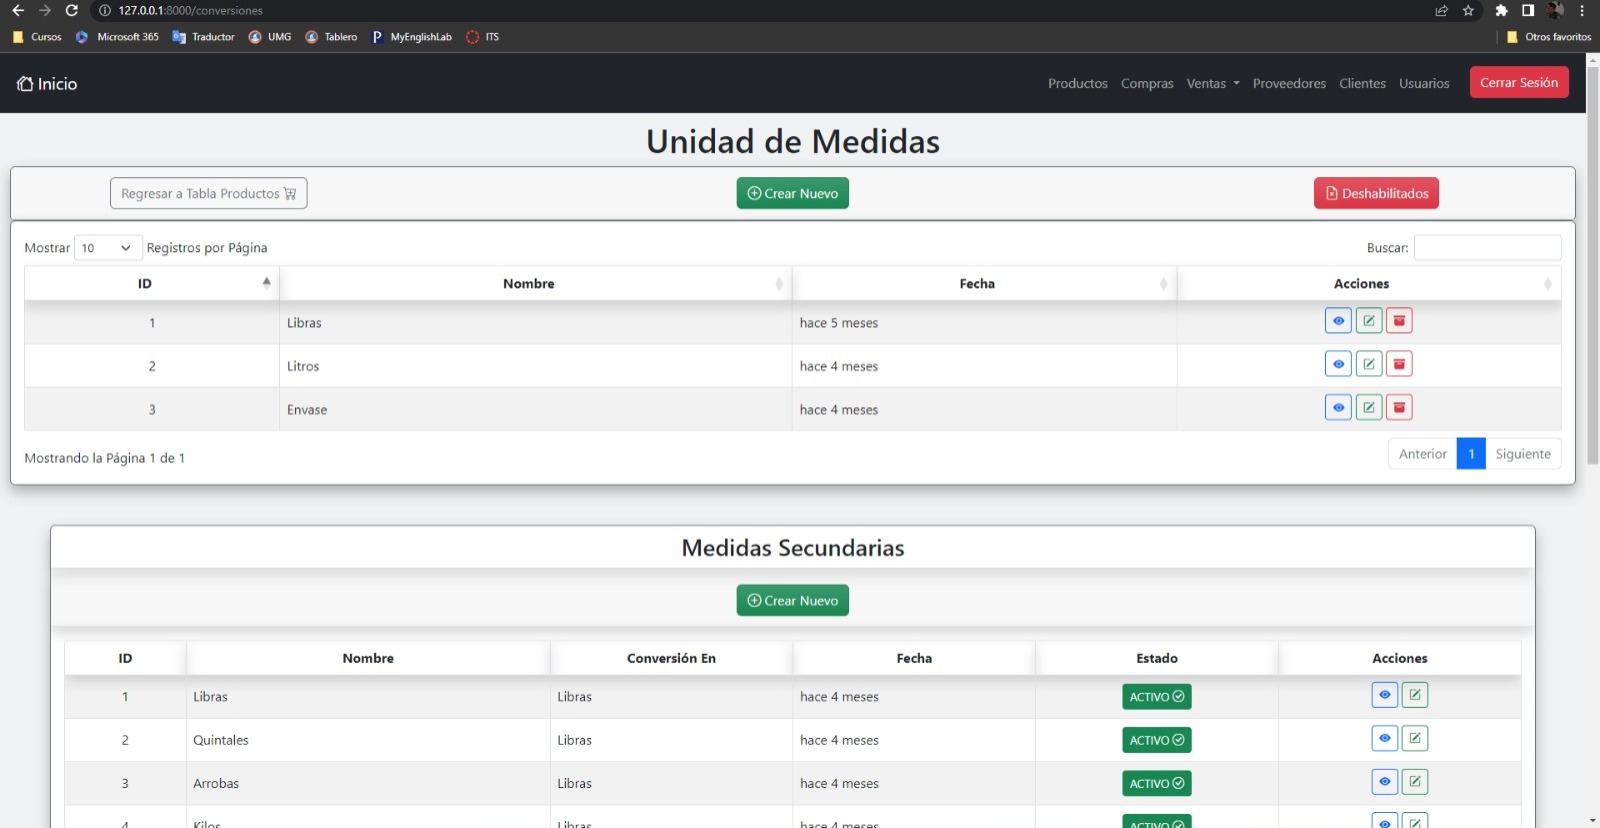 127.0.0.1:8000/conversiones
Cursos Microsoft 365 Traductor UMG Tablero MyEnglishLab ITS Otros favoritos
Inicio Productos Compras Ventas Proveedores Clientes Usuarios Cerrar Sesión
Unidad de Medidas
Regresar a Tabla Productos Crear Nuevo Deshabilitados
Mostrar 10 Registros por Página Buscar:
ID Nombre Fecha Acciones
1 Libras hace 5 meses
2 Litros hace 4 meses
3 Envase hace 4 meses
Mostrando la Página 1 de 1 Anterior 1 Siguiente
Medidas Secundarias
Crear Nuevo
ID Nombre Conversión En Fecha Estado Acciones
1 Libras Libras hace 4 meses ACTIVO
2 Quintales Libras hace 4 meses ACTIVO
3 Arrobas Libras hace 4 meses ACTIVO
4 Kilos Libras hace 4 meses ACTIVO